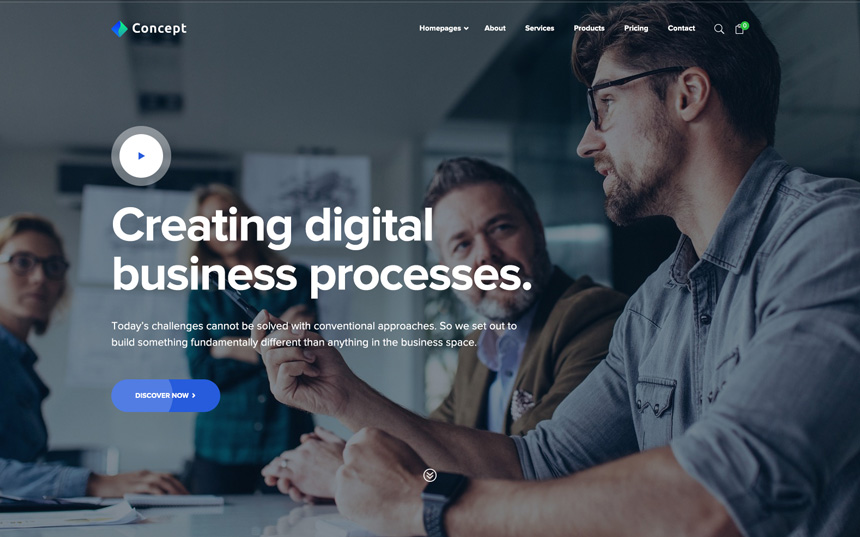 Concept
Homepages About Services Products Pricing Contact 0
Creating digital
business processes.
Today's challenges cannot be solved with conventional approaches. So we set out to
build something fundamentally different than anything in the business space.
DISCOVER NOW